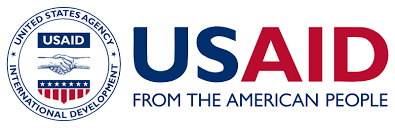 UNITED STATES AGENCY
USAID
INTERNATIONAL DEVELOPMENT
USAID
FROM THE AMERICAN PEOPLE